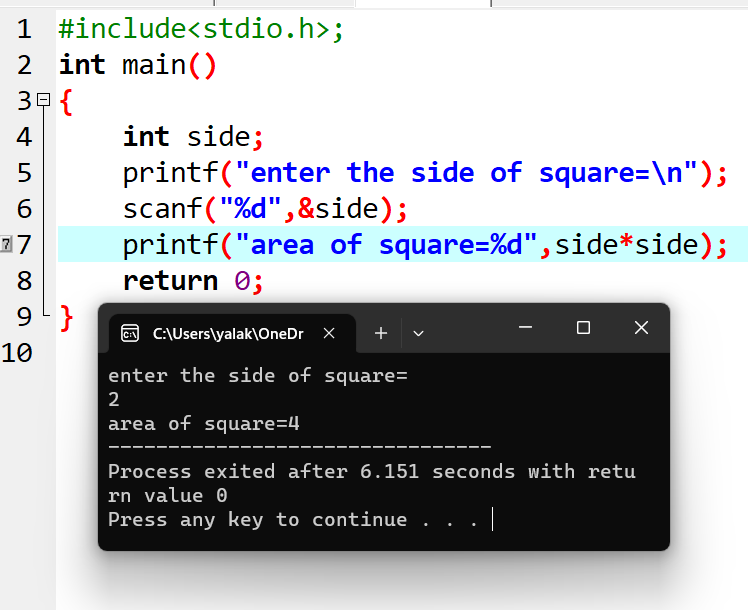 1 #include<stdio.h>;
2 int main()
3 {
4 int side;
5 printf("enter the side of square=\n");
6 scanf("%d",&side);
7 printf("area of square=%d",side*side);
8 return 0;
9 }
10
C:\Users\yalak\OneDr
enter the side of square=
2
area of square=4
--------------------------------
Process exited after 6.151 seconds with retu
rn value 0
Press any key to continue . . .